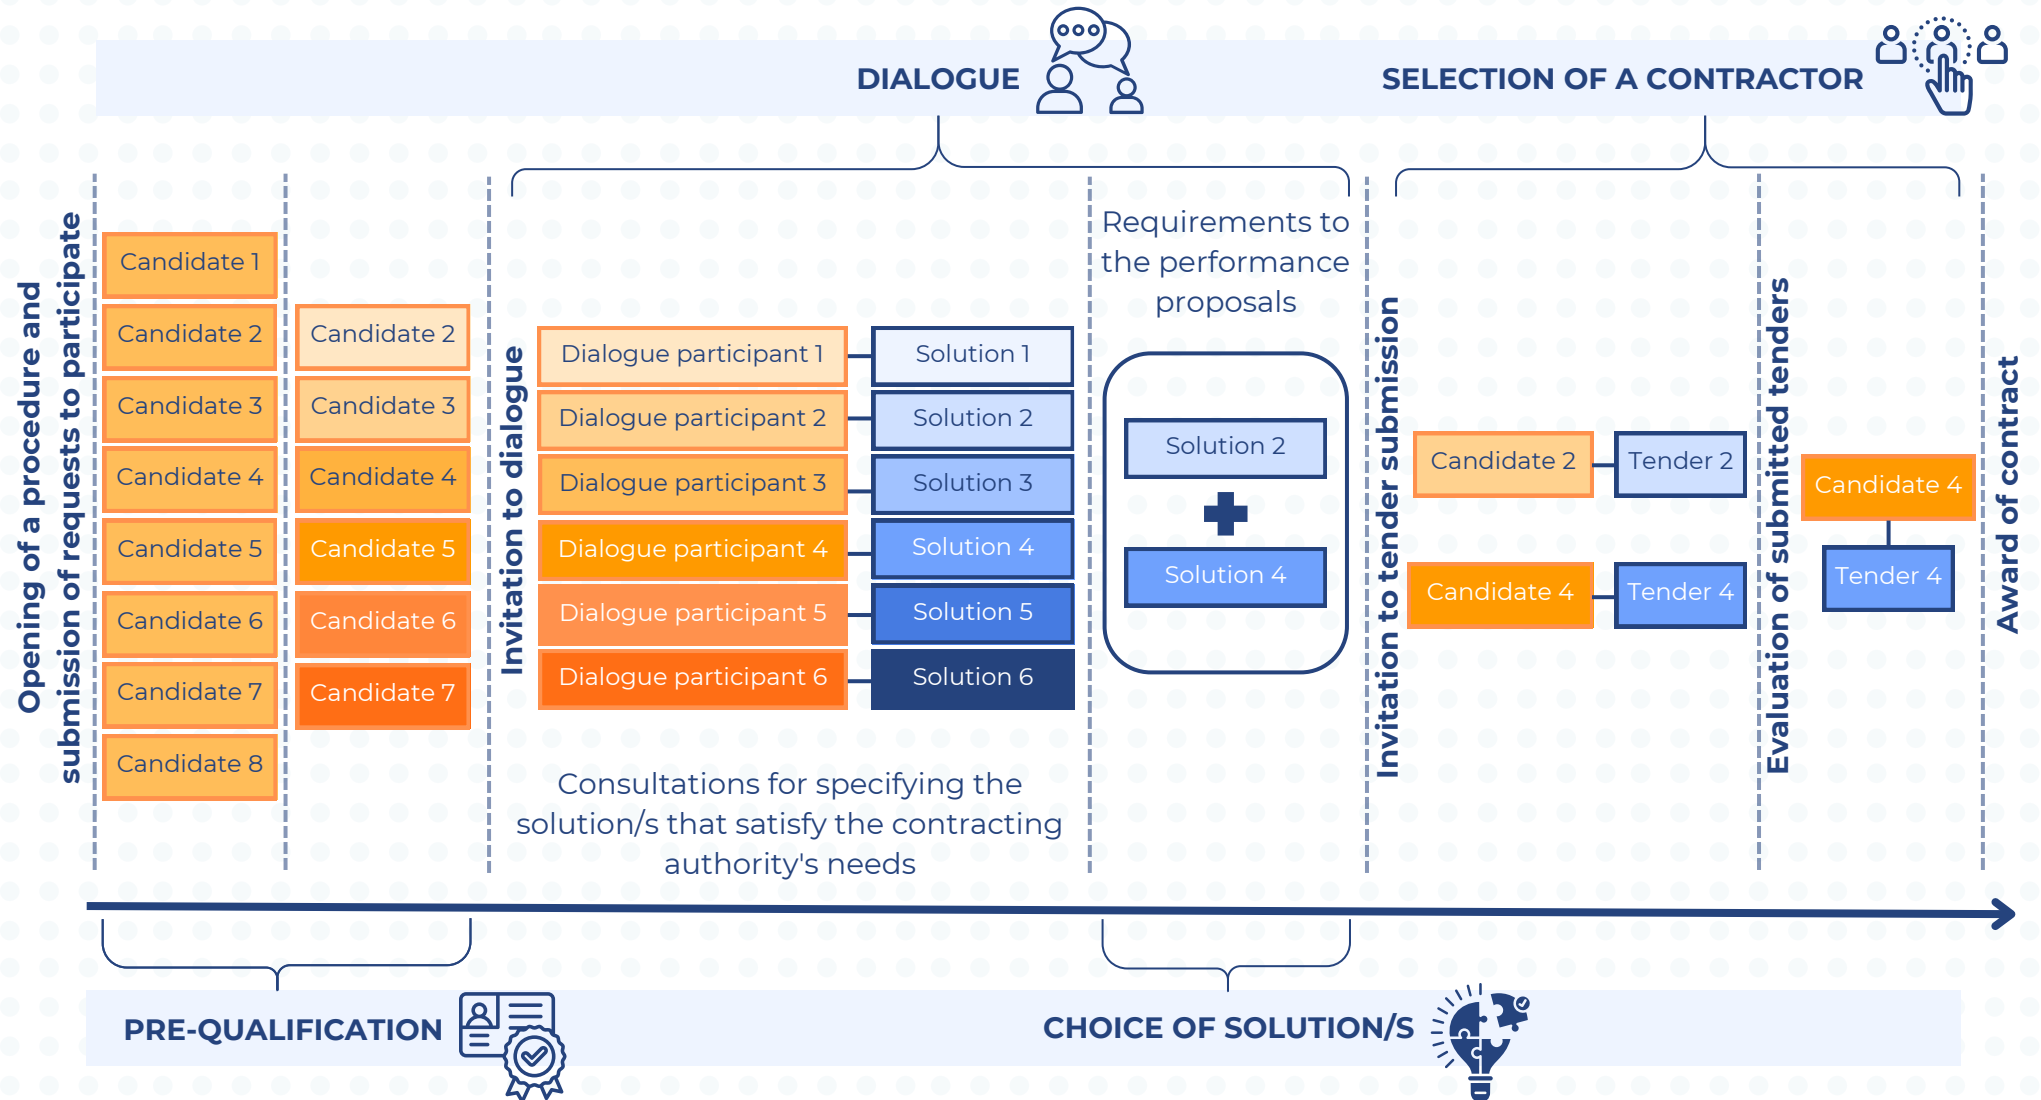 DIALOGUE
SELECTION OF A CONTRACTOR
Opening of a procedure and
submission of requests to participate
Candidate 1
Candidate 2
Candidate 3
Candidate 4
Candidate 5
Candidate 6
Candidate 7
Candidate 8
Candidate 2
Candidate 3
Candidate 4
Candidate 5
Candidate 6
Candidate 7
Invitation to dialogue
Dialogue participant 1
Solution 1
Dialogue participant 2
Solution 2
Dialogue participant 3
Solution 3
Dialogue participant 4
Solution 4
Dialogue participant 5
Solution 5
Dialogue participant 6
Solution 6
Consultations for specifying the
solution/s that satisfy the contracting
authority's needs
Requirements to
the performance
proposals
Solution 2
Solution 4
Invitation to tender submission
Candidate 2
Tender 2
Candidate 4
Tender 4
Evaluation of submitted tenders
Candidate 4
Tender 4
Award of contract
PRE-QUALIFICATION
CHOICE OF SOLUTION/S